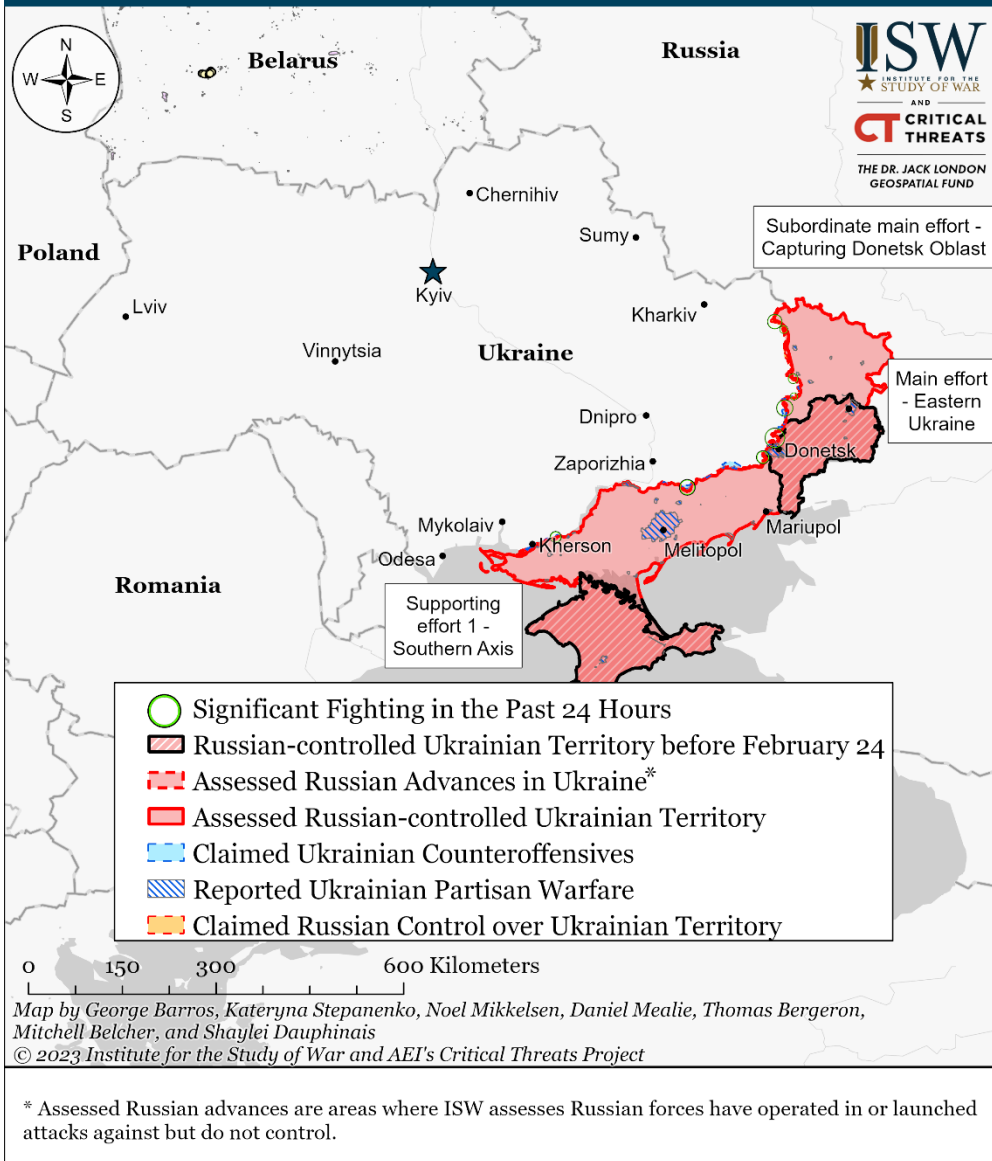 N
W
E
S
Belarus
Russia
ISW
INSTITUTE FOR THE
STUDY OF WAR
AND
CT CRITICAL
THREATS
THE DR. JACK LONDON
GEOSPATIAL FUND
Chernihiv
Subordinate main effort -
Capturing Donetsk Oblast
Sumy
Poland
Kyiv
Lviv
Kharkiv
Vinnytsia
Ukraine
Main effort
- Eastern
Ukraine
Dnipro
Donetsk
Zaporizhia
Mykolaiv
Mariupol
Kherson
Melitopol
Odesa
Romania
Supporting
effort 1 -
Southern Axis
Significant Fighting in the Past 24 Hours
Russian-controlled Ukrainian Territory before February 24
Assessed Russian Advances in Ukraine*
Assessed Russian-controlled Ukrainian Territory
Claimed Ukrainian Counteroffensives
Reported Ukrainian Partisan Warfare
Claimed Russian Control over Ukrainian Territory
0 150 300 600 Kilometers
Map by George Barros, Kateryna Stepanenko, Noel Mikkelsen, Daniel Mealie, Thomas Bergeron,
Mitchell Belcher, and Shaylei Dauphinais
© 2023 Institute for the Study of War and AEI's Critical Threats Project
* Assessed Russian advances are areas where ISW assesses Russian forces have operated in or launched
attacks against but do not control.